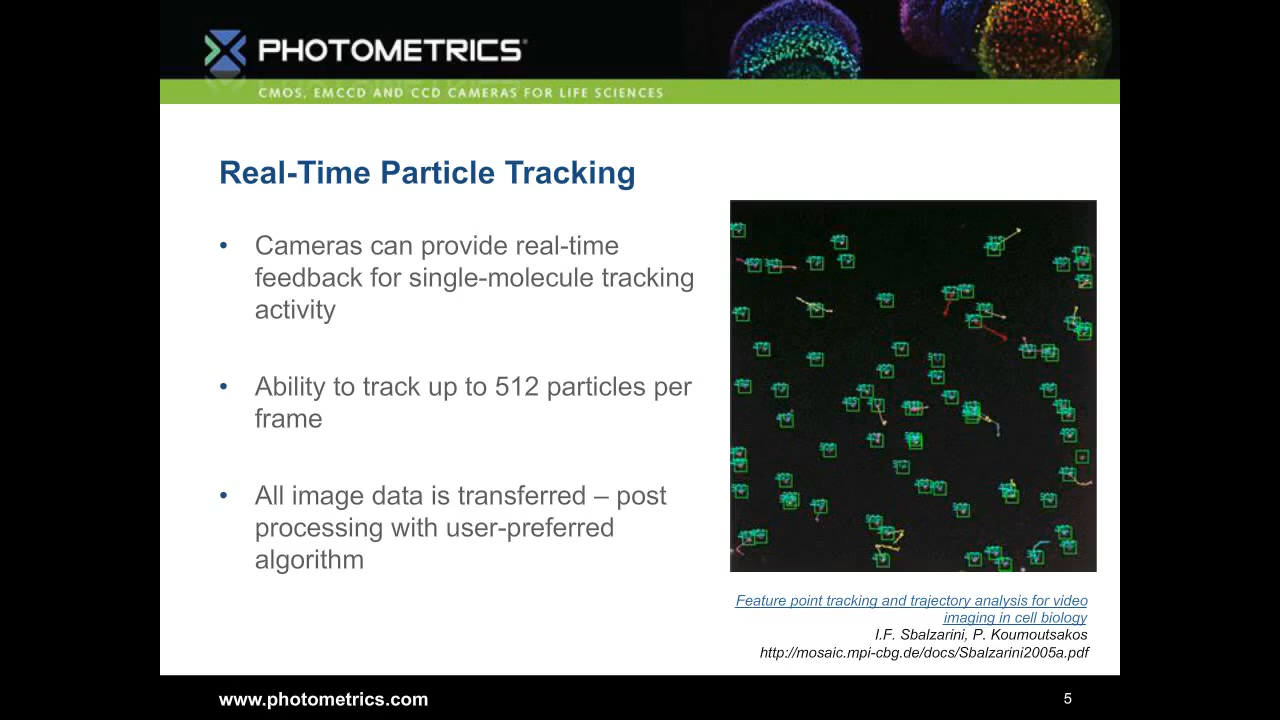 PHOTOMETRICS®
CMOS, EMCCD AND CCD CAMERAS FOR LIFE SCIENCES
Real-Time Particle Tracking
• Cameras can provide real-time
feedback for single-molecule tracking
activity
• Ability to track up to 512 particles per
frame
• All image data is transferred – post
processing with user-preferred
algorithm
Feature point tracking and trajectory analysis for video
imaging in cell biology
I.F. Sbalzarini, P. Koumoutsakos
http://mosaic.mpi-cbg.de/docs/Sbalzarini2005a.pdf
www.photometrics.com
5